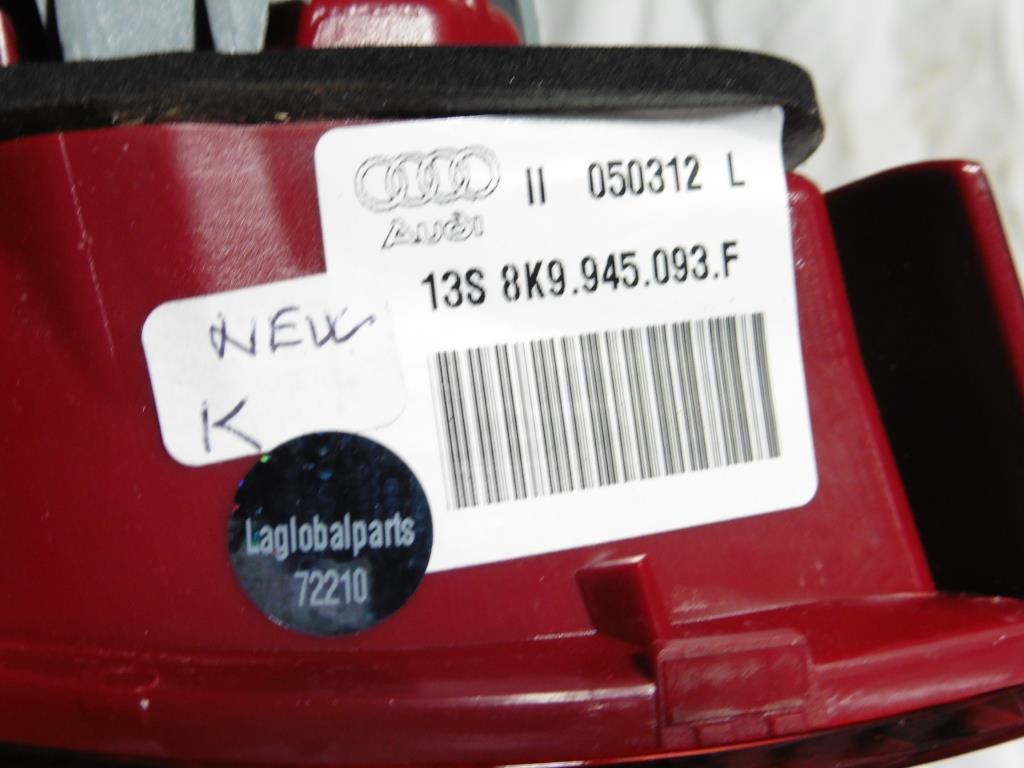 II 050312 L
Audi
13S 8K9.945.093.F
NEW
K
Laglobalparts
72210